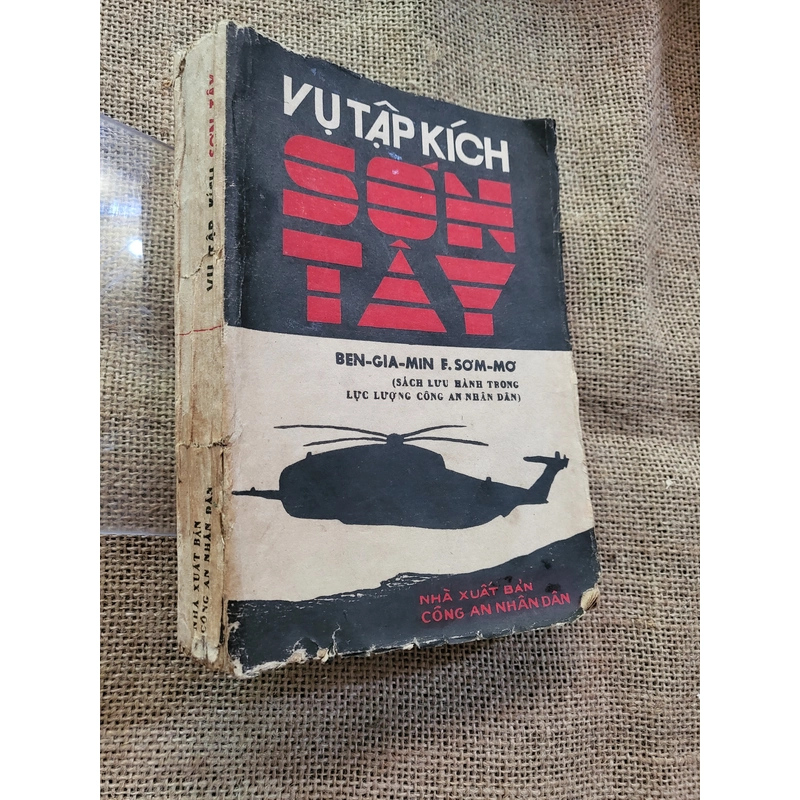 VỤ TẬP KÍCH
SƠN
TÂY
BEN-GIA-MIN F. SƠM-MƠ
(SÁCH LƯU HÀNH TRONG
LỰC LƯỢNG CÔNG AN NHÂN DÂN)
NHÀ XUẤT BẢN
CÔNG AN NHÂN DÂN
VỤ TẬP KÍCH SƠN TÂY
NHÀ XUẤT BẢN
CÔNG AN NHÂN DÂN